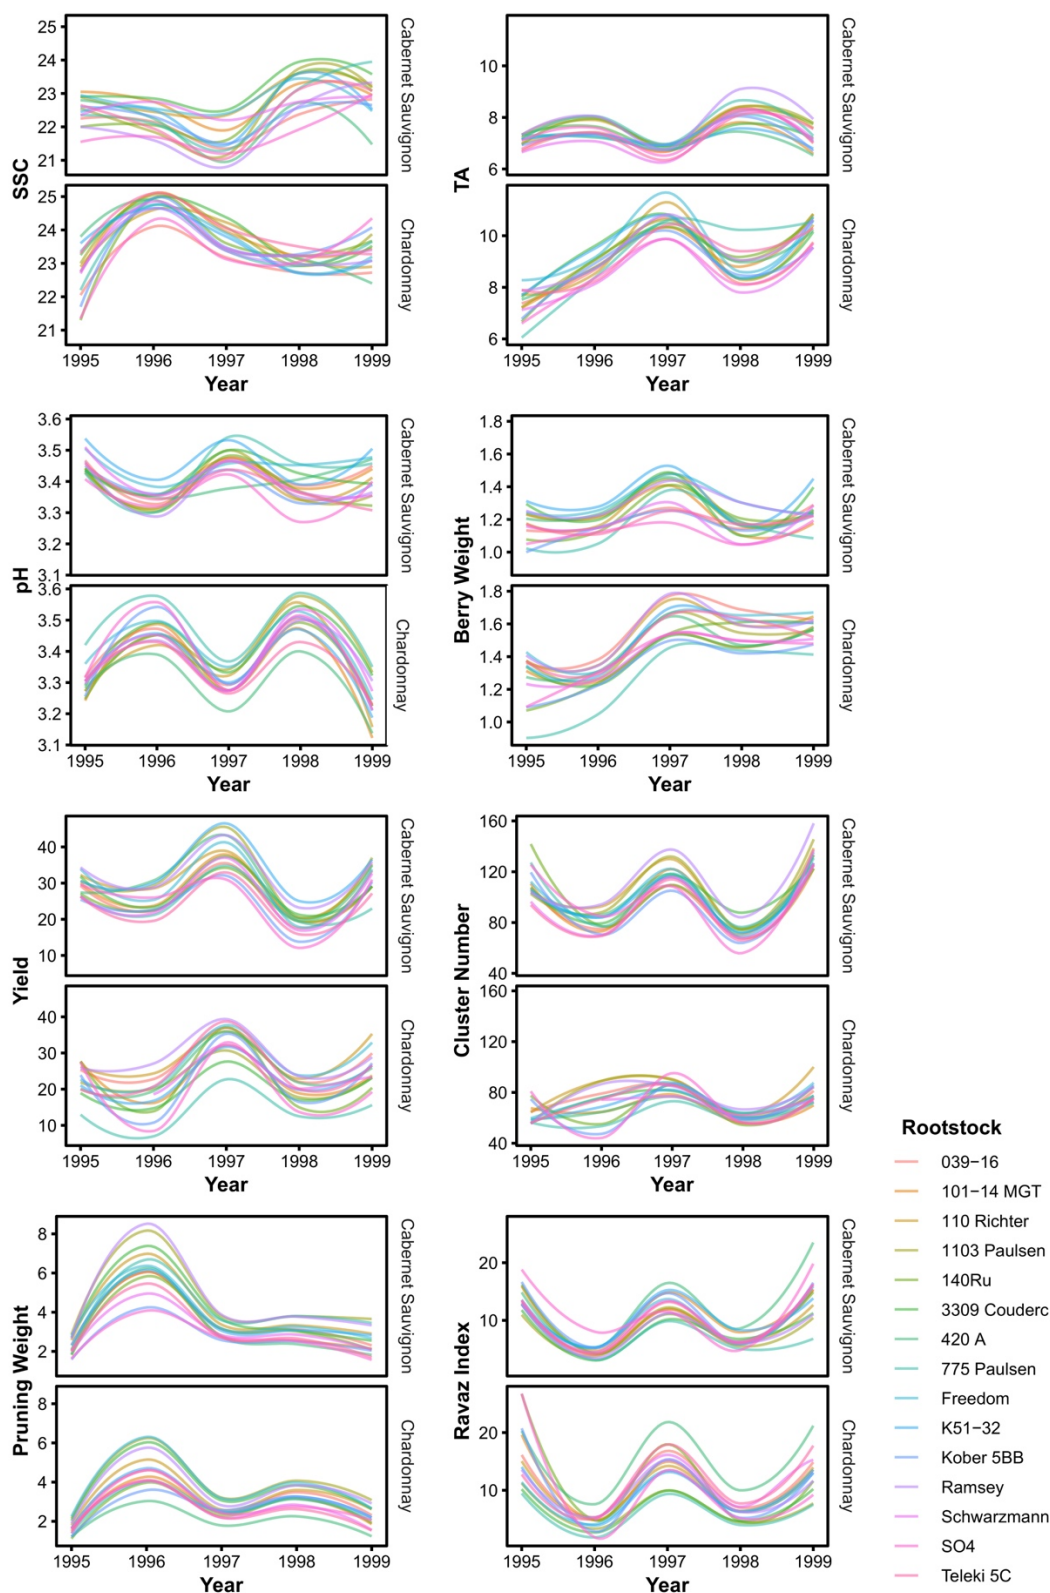 25
24
23
22
21
Cabernet Sauvignon
SSC
25
24
23
22
21
Chardonnay
1995 1996 1997 1998 1999
Year
10
8
6
Cabernet Sauvignon
TA
10
8
6
Chardonnay
1995 1996 1997 1998 1999
Year
3.6
3.5
3.4
3.3
3.2
3.1
Cabernet Sauvignon
pH
3.6
3.5
3.4
3.3
3.2
3.1
Chardonnay
1995 1996 1997 1998 1999
Year
1.8
1.6
1.4
1.2
1.0
Cabernet Sauvignon
Berry Weight
1.8
1.6
1.4
1.2
1.0
Chardonnay
1995 1996 1997 1998 1999
Year
40
30
20
10
Cabernet Sauvignon
Yield
40
30
20
10
Chardonnay
1995 1996 1997 1998 1999
Year
160
120
80
40
Cabernet Sauvignon
Cluster Number
160
120
80
40
Chardonnay
1995 1996 1997 1998 1999
Year
8
6
4
2
Cabernet Sauvignon
Pruning Weight
8
6
4
2
Chardonnay
1995 1996 1997 1998 1999
Year
20
10
Cabernet Sauvignon
Ravaz Index
20
10
Chardonnay
1995 1996 1997 1998 1999
Year
Rootstock
039−16
101−14 MGT
110 Richter
1103 Paulsen
140Ru
3309 Couderc
420 A
775 Paulsen
Freedom
K51−32
Kober 5BB
Ramsey
Schwarzmann
SO4
Teleki 5C